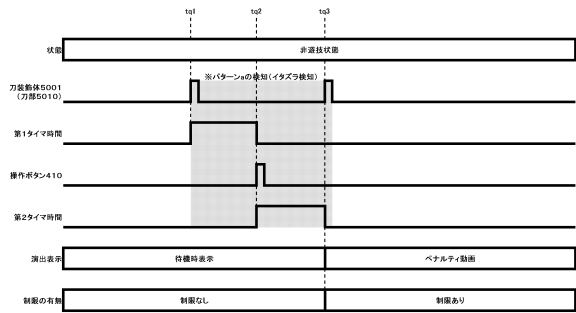 tq1 tq2 tq3
状態 非遊技状態
※パターンaの検知(イタズラ検知)
刀装飾体5001
(刀部5010)
第1タイマ時間
操作ボタン410
第2タイマ時間
演出表示 待機時表示 ペナルティ動画
制限の有無 制限なし 制限あり